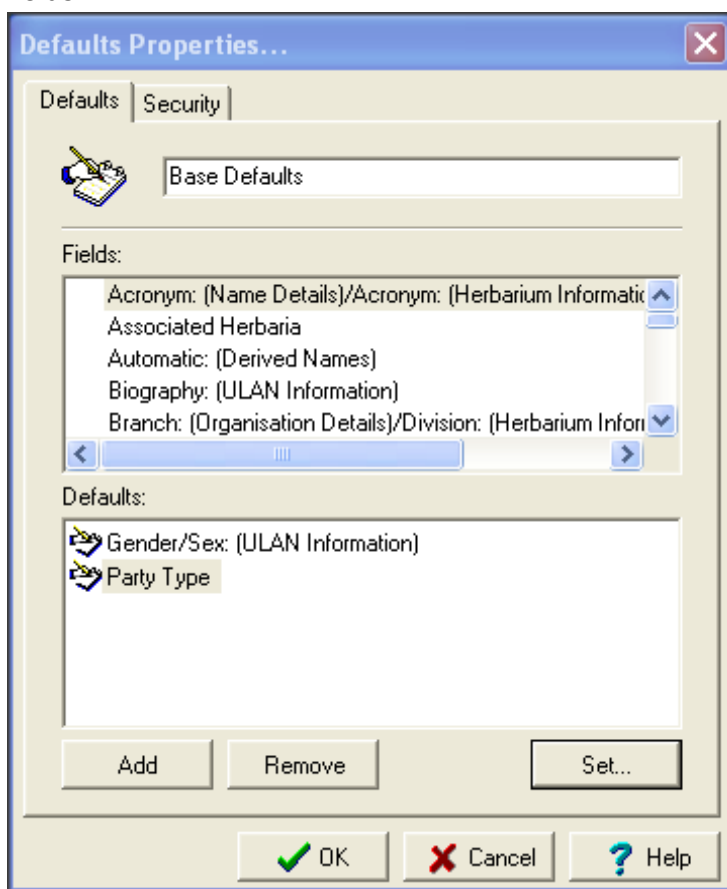 Defaults Properties...
Defaults Security
Base Defaults
Fields:
Acronym: (Name Details)/Acronym: (Herbarium
Associated Herbaria
Automatic: (Derived Names)
Biography: (ULAN Information)
Branch: (Organisation Details)/Division: (Herbarium
Defaults:
Gender/Sex: (ULAN Information)
Party Type
Add Remove Set...
OK Cancel ? Help